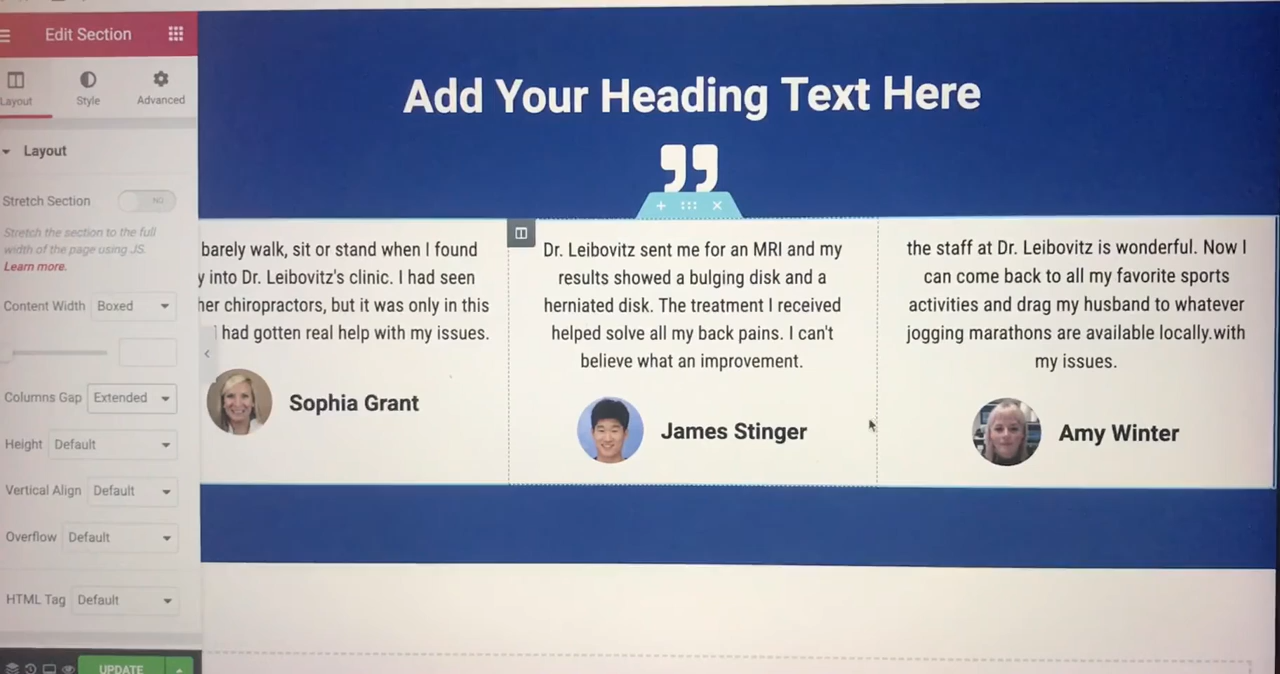 Edit Section
Layout
Style
Advanced
Layout
Stretch Section
NO
Stretch the section to the full
width of the page using JS.
Learn more.
Content Width
Boxed
Columns Gap
Extended
Height
Default
Vertical Align
Default
Overflow
Default
HTML Tag
Default
UPDATE
Add Your Heading Text Here
barely walk, sit or stand when I found
y into Dr. Leibovitz's clinic. I had seen
her chiropractors, but it was only in this
I had gotten real help with my issues.
Sophia Grant
Dr. Leibovitz sent me for an MRI and my
results showed a bulging disk and a
herniated disk. The treatment I received
helped solve all my back pains. I can't
believe what an improvement.
James Stinger
the staff at Dr. Leibovitz is wonderful. Now I
can come back to all my favorite sports
activities and drag my husband to whatever
jogging marathons are available locally.with
my issues.
Amy Winter